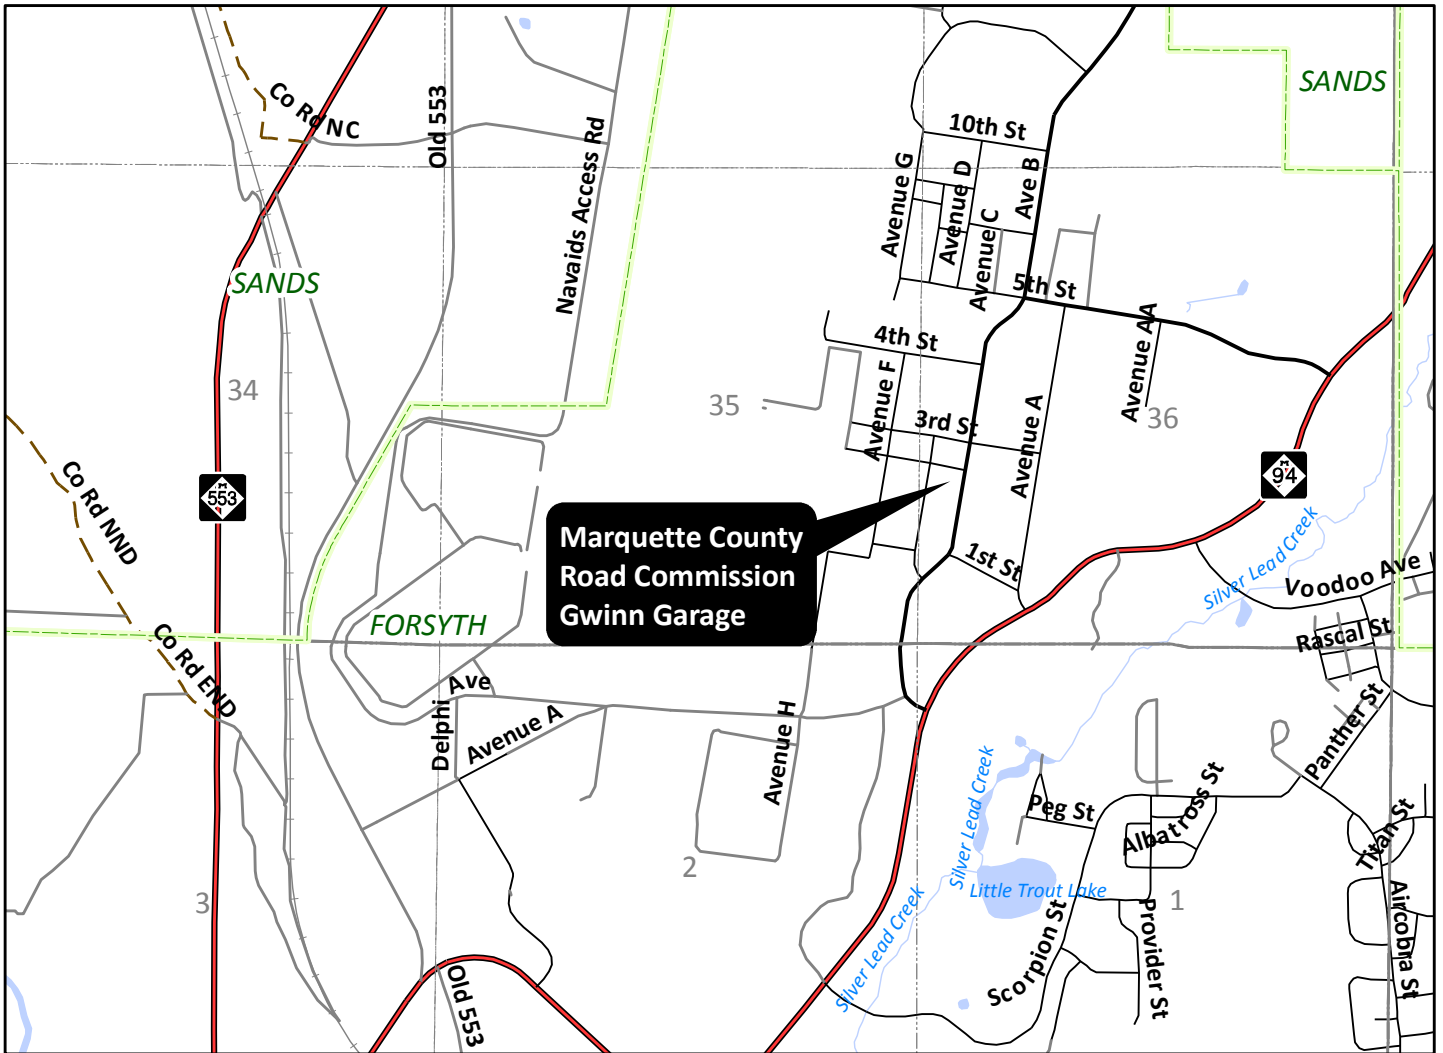 SANDS
Co Rd NC
Old 553
10th St
Navaids Access Rd
Avenue G
Avenue D
Ave B
Avenue C
SANDS
5th St
Avenue AA
4th St
34
35
Avenue F
3rd St
Avenue A
36
M
553
M
94
Co Rd NND
Marquette County
Road Commission
Gwinn Garage
1st St
Silver Lead Creek
Voodoo Ave
FORSYTH
Rascal St
Co Rd END
Delphi Ave
Avenue A
Avenue H
Panther St
Silver Lead Creek
Peg St
Albatross St
Titan St
2
Little Trout Lake
1
3
Silver Lead Creek
Scorpion St
Provider St
Aircobra St
Old 553